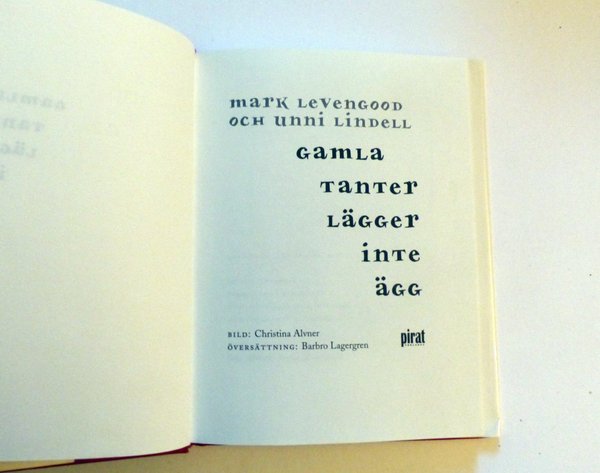 mark Levengood
och unni Lindell
gamla
tanter
lägger
inte
ägg
BILD: Christina Alvner
ÖVERSÄTTNING: Barbro Lagergren
pirat